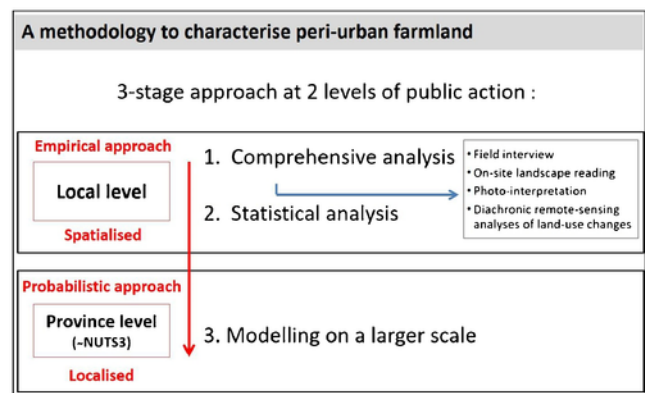 A methodology to characterise peri-urban farmland
3-stage approach at 2 levels of public action :
Empirical approach
Local level
Spatialised
1. Comprehensive analysis
2. Statistical analysis
• Field interview
• On-site landscape reading
• Photo-interpretation
• Diachronic remote-sensing
analyses of land-use changes
Probabilistic approach
Province level
(~NUTS3)
Localised
3. Modelling on a larger scale